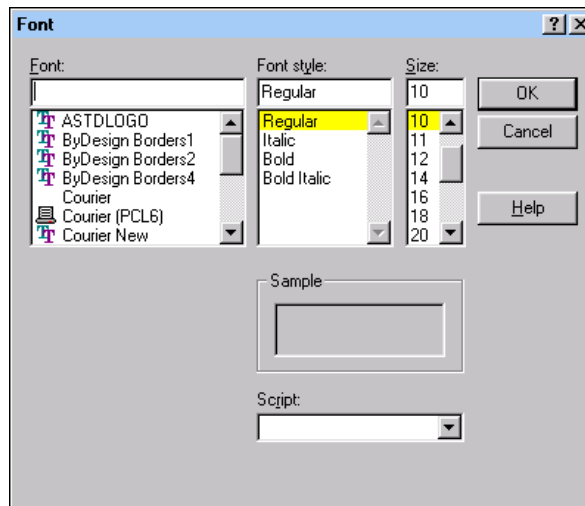 Font
Font:
Font style:
Size:
Regular
10
OK
Cancel
Help
ASTDLOGO
ByDesign Borders1
ByDesign Borders2
ByDesign Borders4
Courier
Courier (PCL6)
Courier New
Regular
Italic
Bold
Bold Italic
10
11
12
14
16
18
20
Sample
Script: